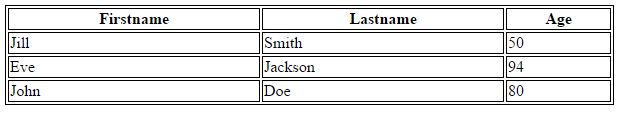 Firstname Lastname Age
Jill Smith 50
Eve Jackson 94
John Doe 80